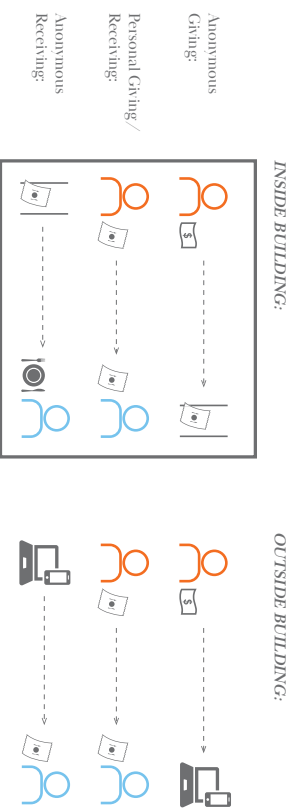 INSIDE BUILDING:
OUTSIDE BUILDING:
Anonymous
Giving:
$
$
Personal Giving/
Receiving:
Anonymous
Receiving: